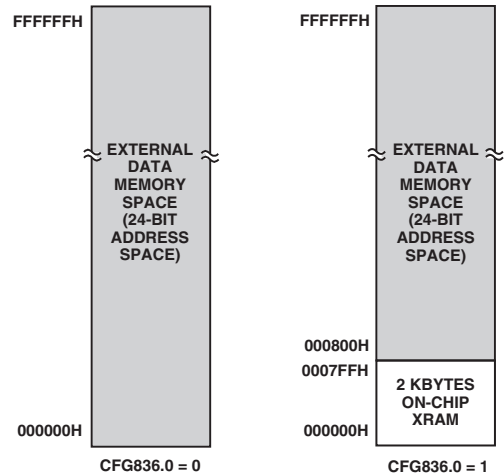 FFFFFFH
EXTERNAL
DATA
MEMORY
SPACE
(24-BIT
ADDRESS
SPACE)
000000H
CFG836.0 = 0
FFFFFFH
EXTERNAL
DATA
MEMORY
SPACE
(24-BIT
ADDRESS
SPACE)
000800H
0007FFH
2 KBYTES
ON-CHIP
XRAM
000000H
CFG836.0 = 1